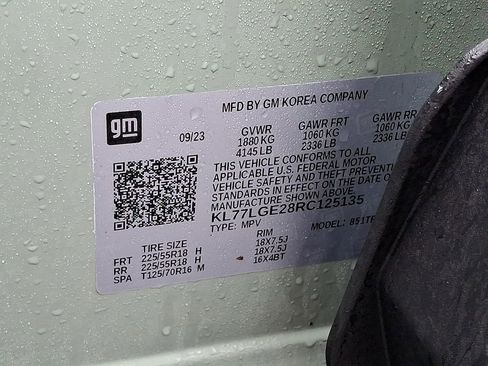 MFD BY GM KOREA COMPANY
gm
09/23
GVWR GAWR FRT GAWR RR
1880 KG 1060 KG 1060 KG
4145 LB 2336 LB 2336 LB
THIS VEHICLE CONFORMS TO ALL
APPLICABLE U.S. FEDERAL MOTOR
VEHICLE SAFETY AND THEFT PREVENTION
STANDARDS IN EFFECT ON THE DATE OF
MANUFACTURE SHOWN ABOVE.
KL77LGE28RC125135
TYPE: MPV MODEL:
TIRE SIZE RIM
FRT 225/55R18 H 18X7.5J
RR 225/55R18 H 18X7.5J
SPA T125/70R16 M 16X4BT